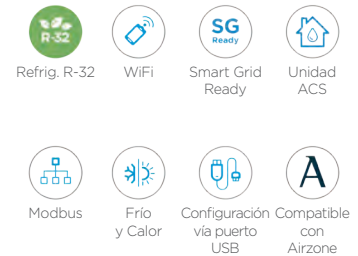 R-32
SG
Ready
Refrig. R-32
WiFi
Smart Grid
Ready
Unidad
ACS
A
Modbus
Frío
y Calor
Configuración
vía puerto
USB
Compatible
con
Airzone